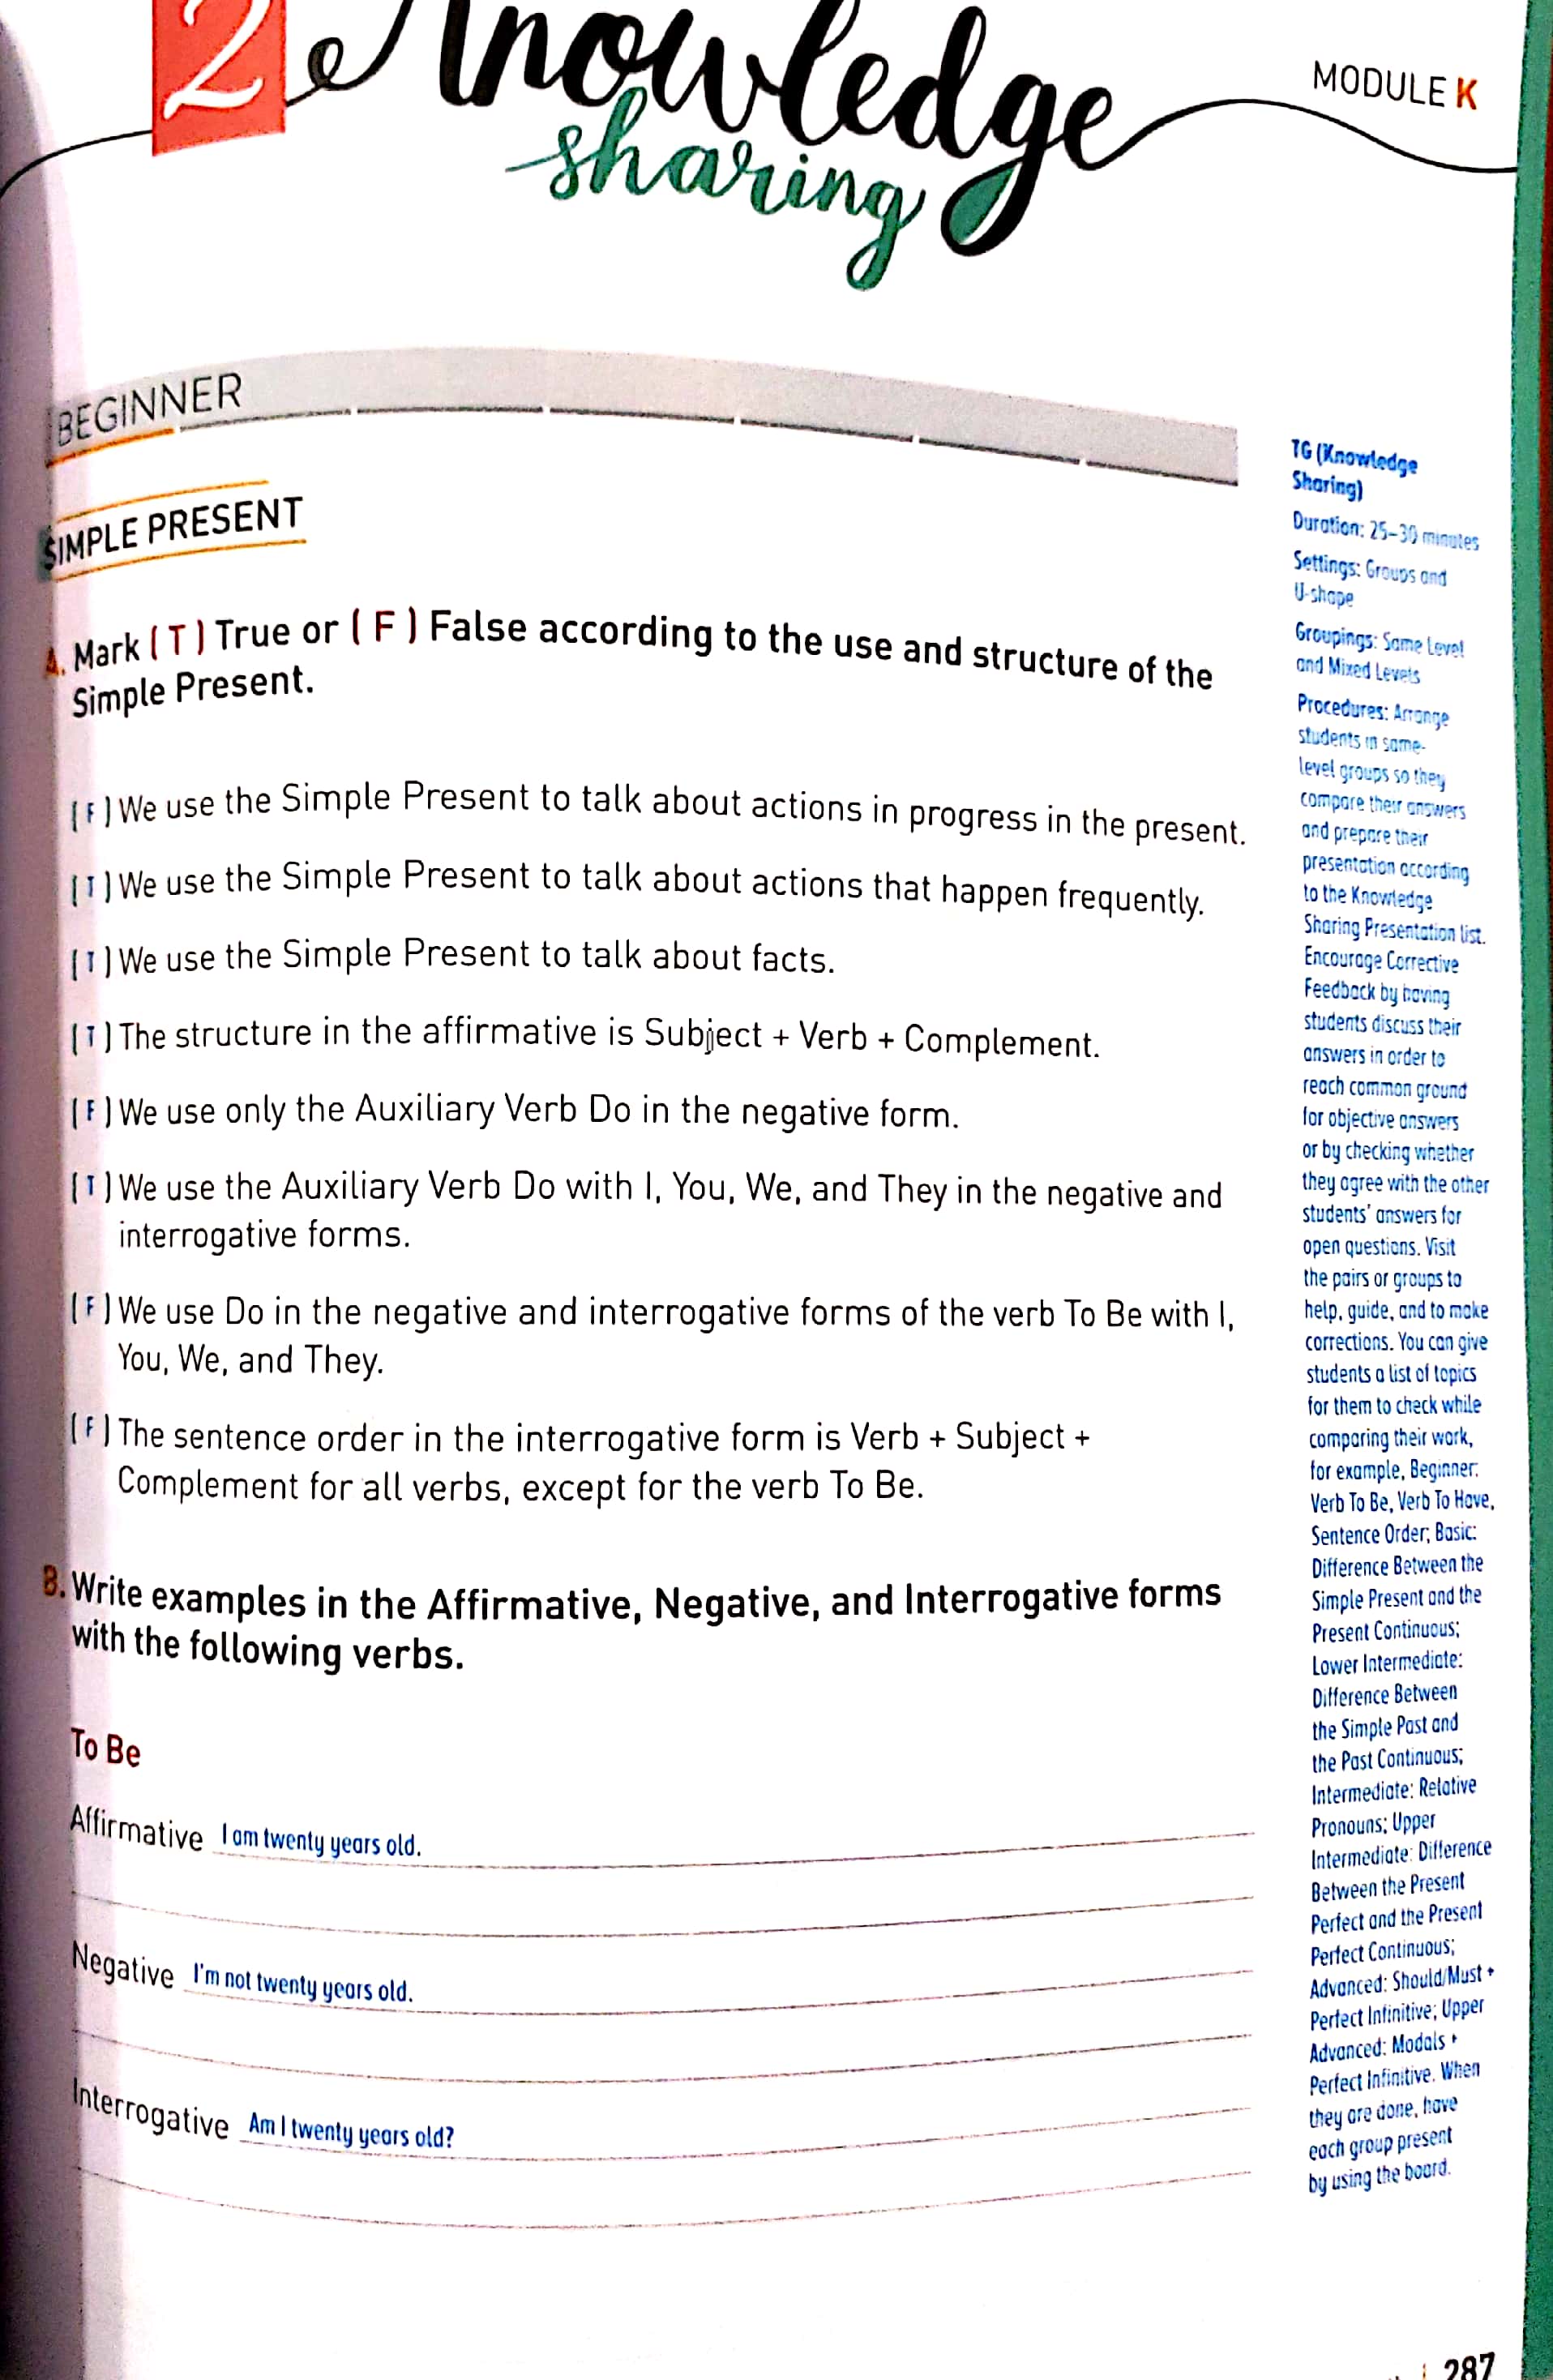 2 Knowledge
sharing
MODULE K
BEGINNER
SIMPLE PRESENT
A. Mark ( T ) True or ( F ) False according to the use and structure of the
Simple Present.
( F ) We use the Simple Present to talk about actions in progress in the present.
( T ) We use the Simple Present to talk about actions that happen frequently.
( T ) We use the Simple Present to talk about facts.
( T ) The structure in the affirmative is Subject + Verb + Complement.
( F ) We use only the Auxiliary Verb Do in the negative form.
( T ) We use the Auxiliary Verb Do with I, You, We, and They in the negative and
interrogative forms.
( F ) We use Do in the negative and interrogative forms of the verb To Be with I,
You, We, and They.
( F ) The sentence order in the interrogative form is Verb + Subject +
Complement for all verbs, except for the verb To Be.
B. Write examples in the Affirmative, Negative, and Interrogative forms
with the following verbs.
To Be
Affirmative I am twenty years old.
Negative I'm not twenty years old.
Interrogative Am I twenty years old?
TG (Knowledge
Sharing)
Duration: 25–30 minutes
Settings: Groups and
U-shape
Groupings: Same Level
and Mixed Levels
Procedures: Arrange
students in same-
level groups so they
compare their answers
and prepare their
presentation according
to the Knowledge
Sharing Presentation list.
Encourage Corrective
Feedback by having
students discuss their
answers in order to
reach common ground
for objective answers
or by checking whether
they agree with the other
students' answers for
open questions. Visit
the pairs or groups to
help, guide, and to make
corrections. You can give
students a list of topics
for them to check while
comparing their work,
for example, Beginner:
Verb To Be, Verb To Have,
Sentence Order; Basic:
Difference Between the
Simple Present and the
Present Continuous;
Lower Intermediate:
Difference Between
the Simple Past and
the Past Continuous;
Intermediate: Relative
Pronouns; Upper
Intermediate: Difference
Between the Present
Perfect and the Present
Perfect Continuous;
Advanced: Should/Must +
Perfect Infinitive; Upper
Advanced: Modals +
Perfect Infinitive. When
they are done, have
each group present
by using the board.
287